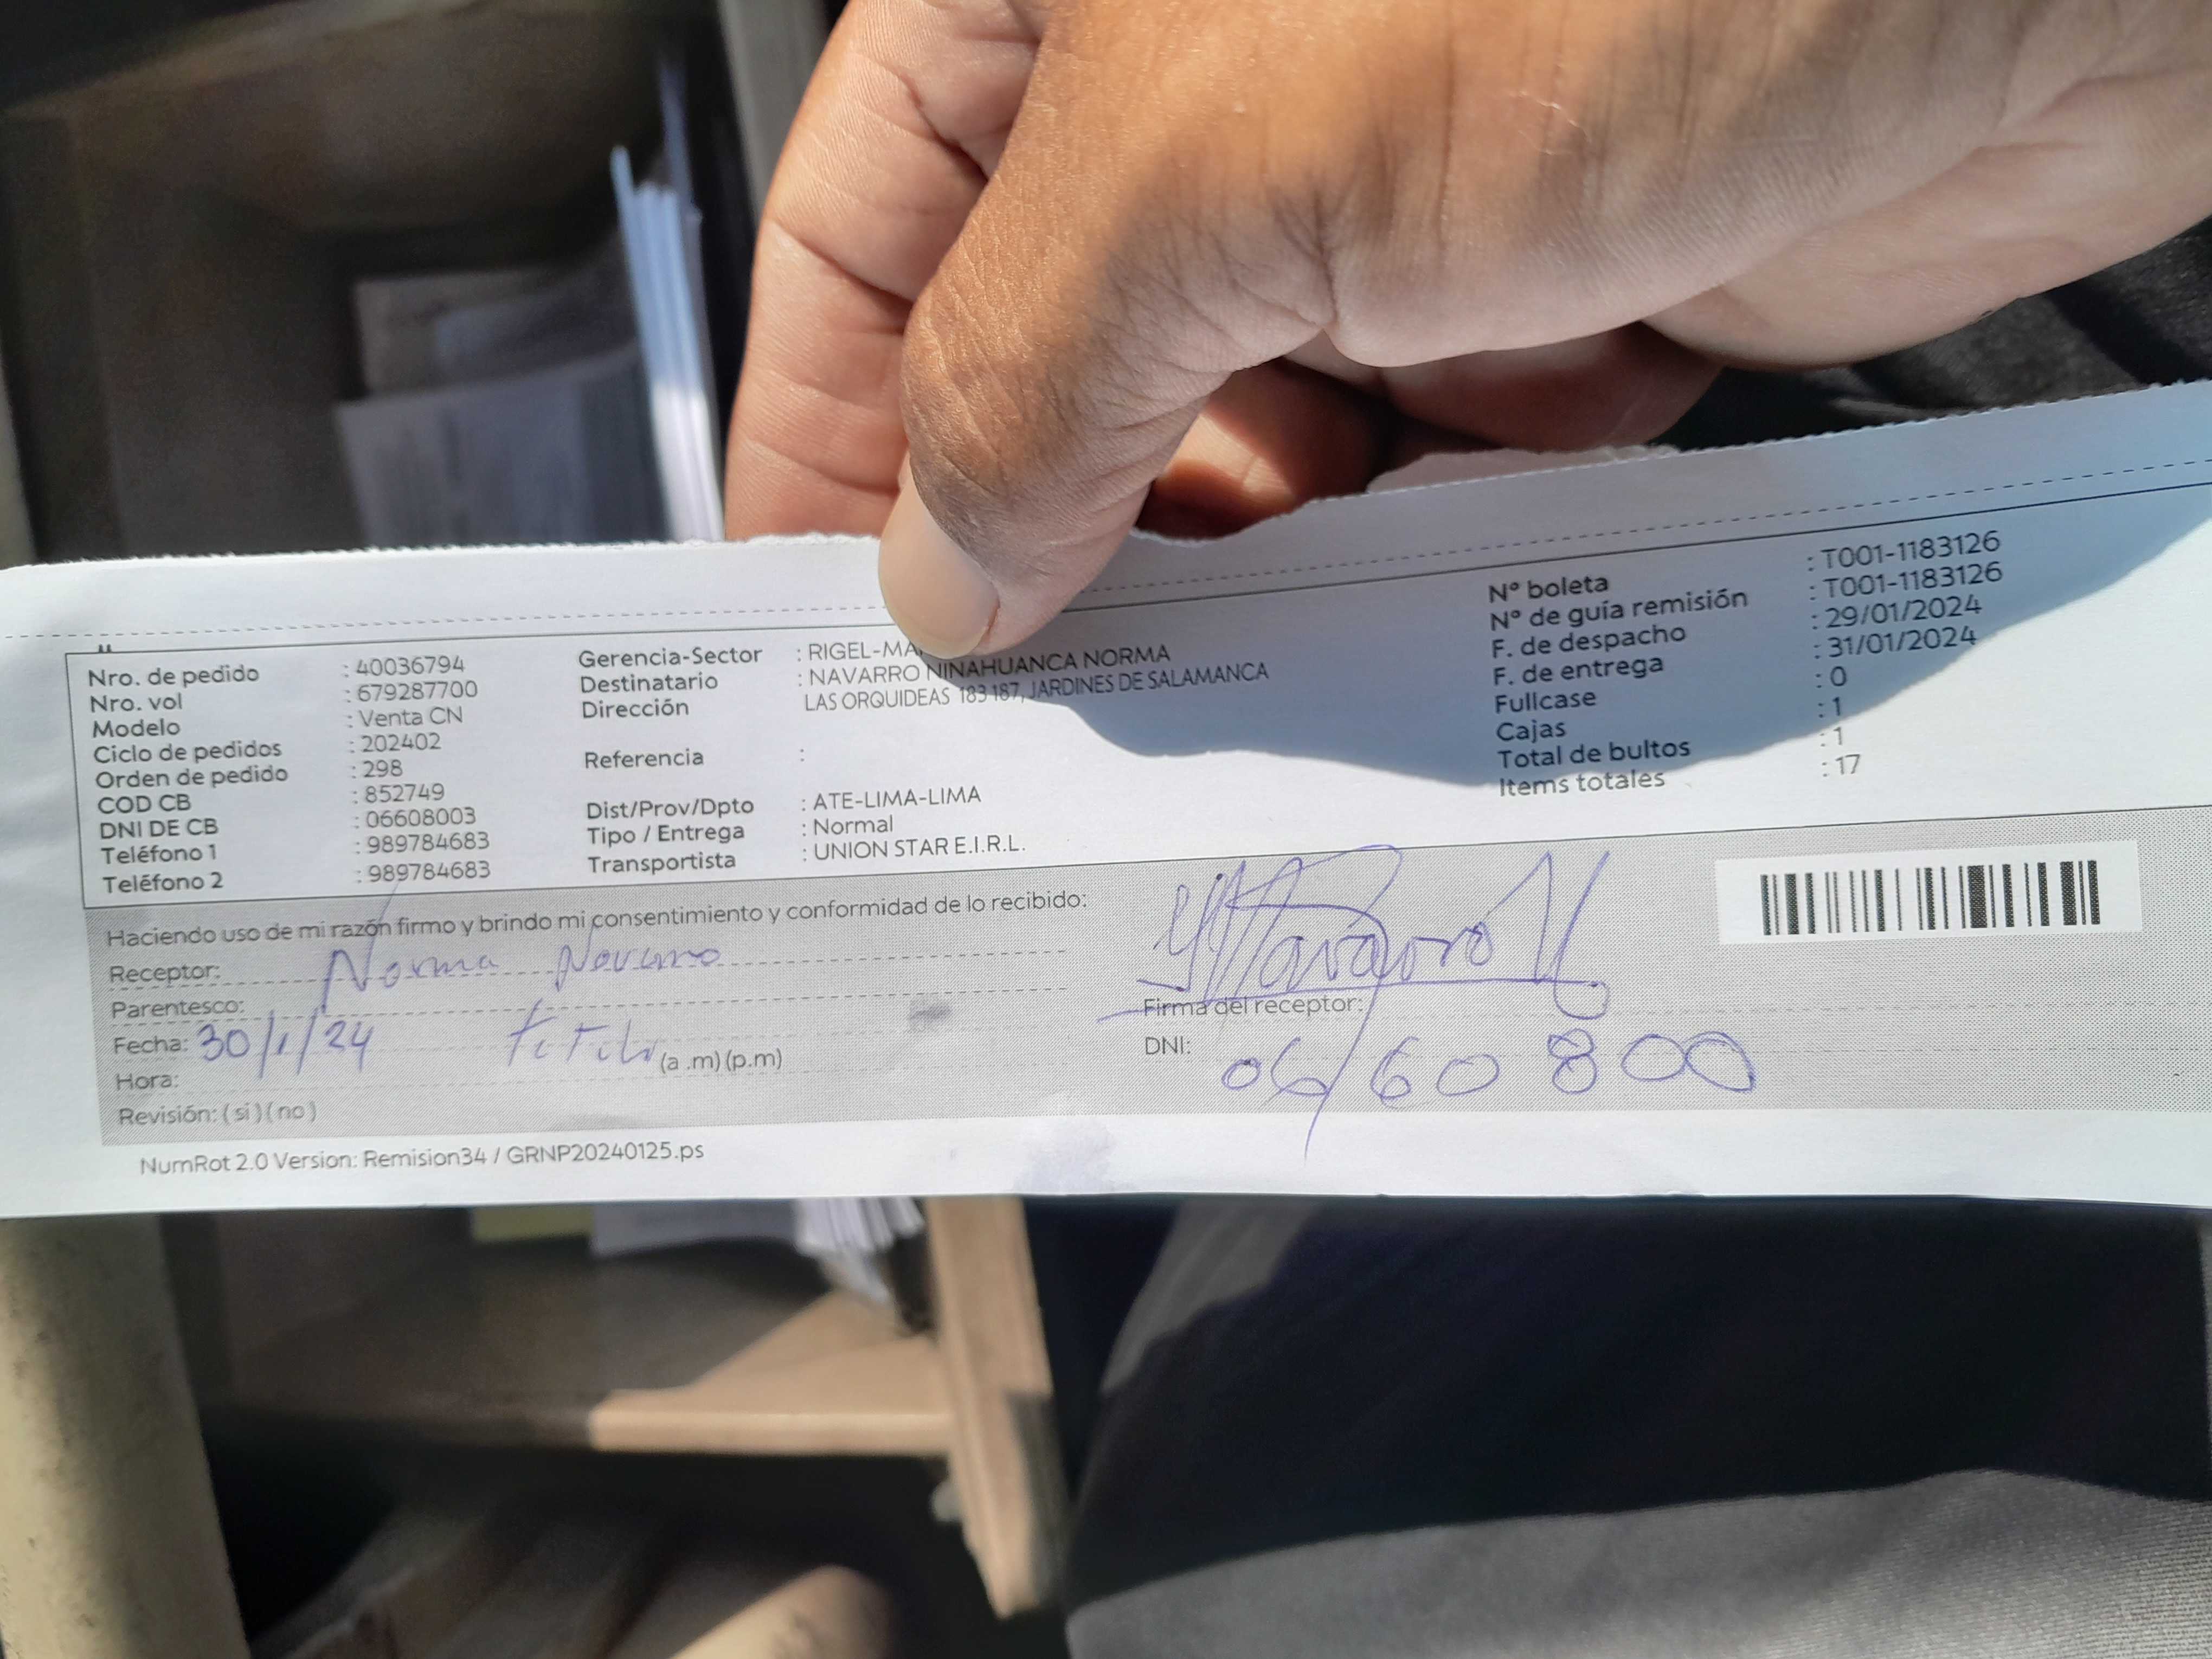 Nro. de pedido : 40036794
Nro. vol : 679287700
Modelo : Venta CN
Ciclo de pedidos : 202402
Orden de pedido : 298
COD CB : 852749
DNI DE CB : 06608003
Teléfono 1 : 989784683
Teléfono 2 : 989784683
Gerencia-Sector : RIGEL-MA
Destinatario : NAVARRO NINAHUANCA NORMA
Dirección LAS ORQUIDEAS 183 187, JARDINES DE SALAMANCA
Referencia :
Dist/Prov/Dpto : ATE-LIMA-LIMA
Tipo / Entrega : Normal
Transportista : UNION STAR E.I.R.L.
N° boleta : T001-1183126
N° de guía remisión : T001-1183126
F. de despacho : 29/01/2024
F. de entrega : 31/01/2024
Fullcase : 0
Cajas : 1
Total de bultos : 1
Items totales : 17
Haciendo uso de mi razón firmo y brindo mi consentimiento y conformidad de lo recibido:
Receptor: Norma Navarro
Parentesco:
Fecha: 30/1/24
Hora: (a .m) (p.m)
Revisión: ( si ) ( no )
Navarro
Firma del receptor:
DNI:
NumRot 2.0 Version: Remision34 / GRNP20240125.ps